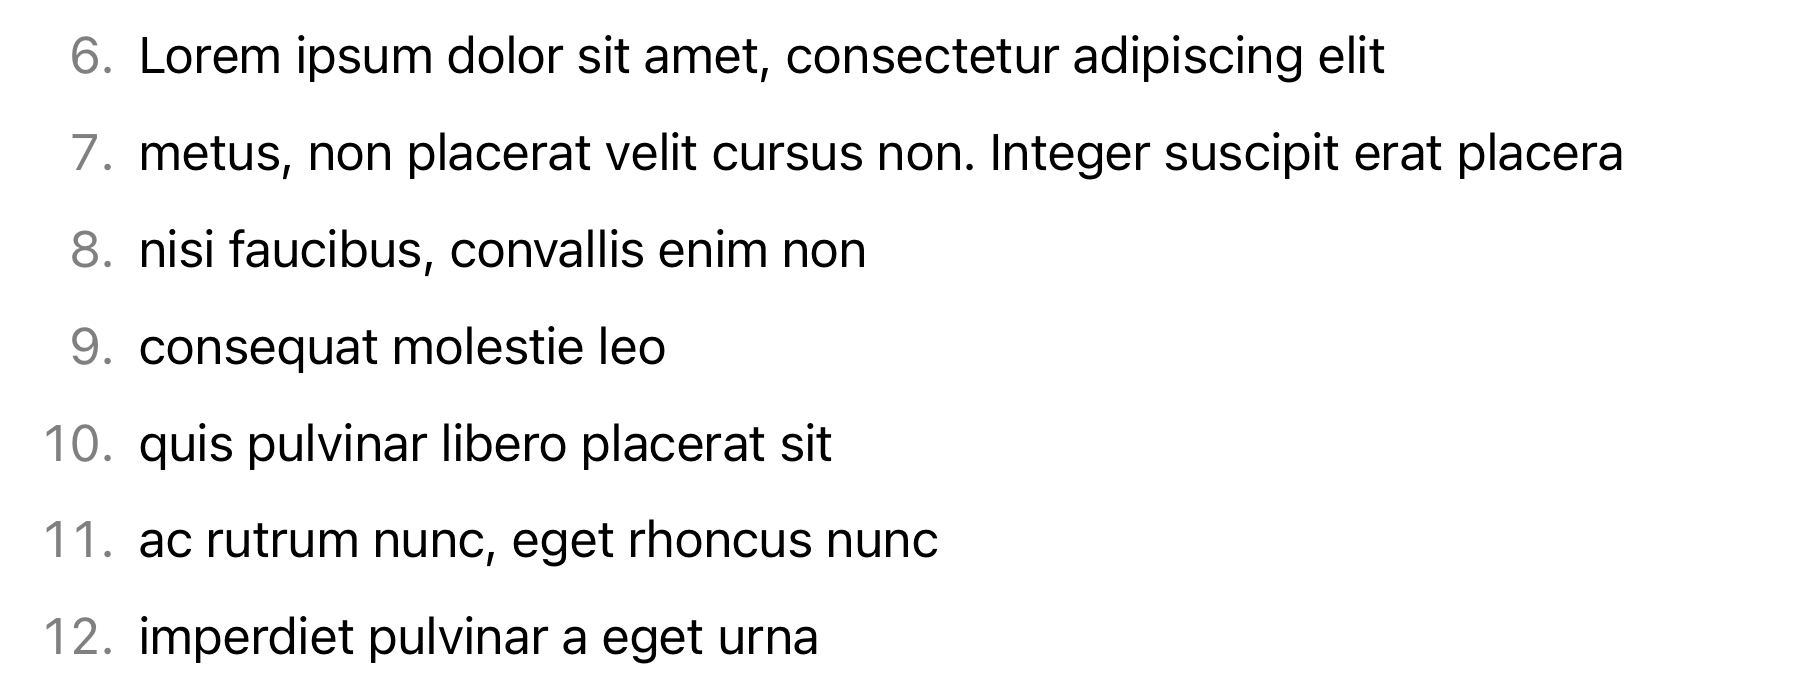 6. Lorem ipsum dolor sit amet, consectetur adipiscing elit
7. metus, non placerat velit cursus non. Integer suscipit erat placera
8. nisi faucibus, convallis enim non
9. consequat molestie leo
10. quis pulvinar libero placerat sit
11. ac rutrum nunc, eget rhoncus nunc
12. imperdiet pulvinar a eget urna